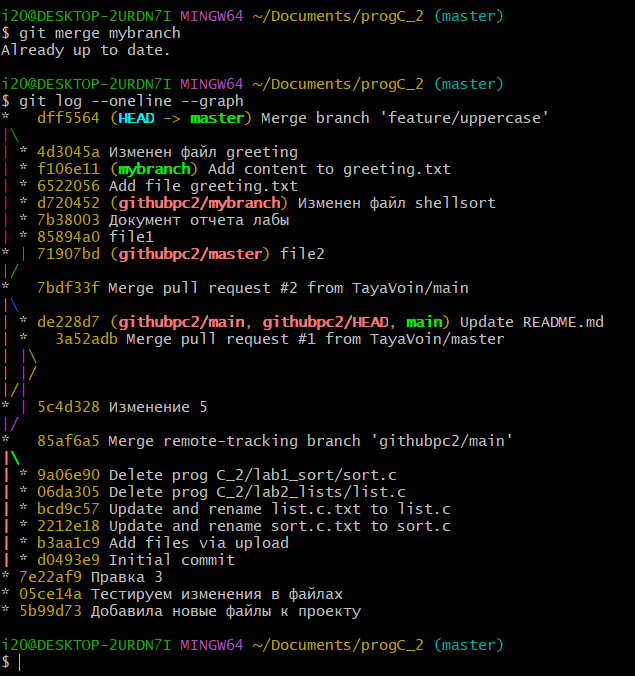 i20@DESKTOP-2URDN7I MINGW64 ~/Documents/progC_2 (master)
$ git merge mybranch
Already up to date.

i20@DESKTOP-2URDN7I MINGW64 ~/Documents/progC_2 (master)
$ git log --oneline --graph
*   dff5564 (HEAD -> master) Merge branch 'feature/uppercase'
|\
| * 4d3045a Изменен файл greeting
| * f106e11 (mybranch) Add content to greeting.txt
| * 6522056 Add file greeting.txt
| * d720452 (githubpc2/mybranch) Изменен файл shellsort
| * 7b38003 Документ отчета лабы
| * 85894a0 file1
* | 71907bd (githubpc2/master) file2
|/
*   7bdf33f Merge pull request #2 from TayaVoin/main
|\
| * de228d7 (githubpc2/main, githubpc2/HEAD, main) Update README.md
| *   3a52adb Merge pull request #1 from TayaVoin/master
| |\
| |/
|/|
* | 5c4d328 Изменение 5
|/
*   85af6a5 Merge remote-tracking branch 'githubpc2/main'
|\
| * 9a06e90 Delete prog C_2/lab1_sort/sort.c
| * 06da305 Delete prog C_2/lab2_lists/list.c
| * bcd9c57 Update and rename list.c.txt to list.c
| * 2212e18 Update and rename sort.c.txt to sort.c
| * b3aa1c9 Add files via upload
| * d0493e9 Initial commit
* 7e22af9 Правка 3
* 05ce14a Тестируем изменения в файлах
* 5b99d73 Добавила новые файлы к проекту

i20@DESKTOP-2URDN7I MINGW64 ~/Documents/progC_2 (master)
$